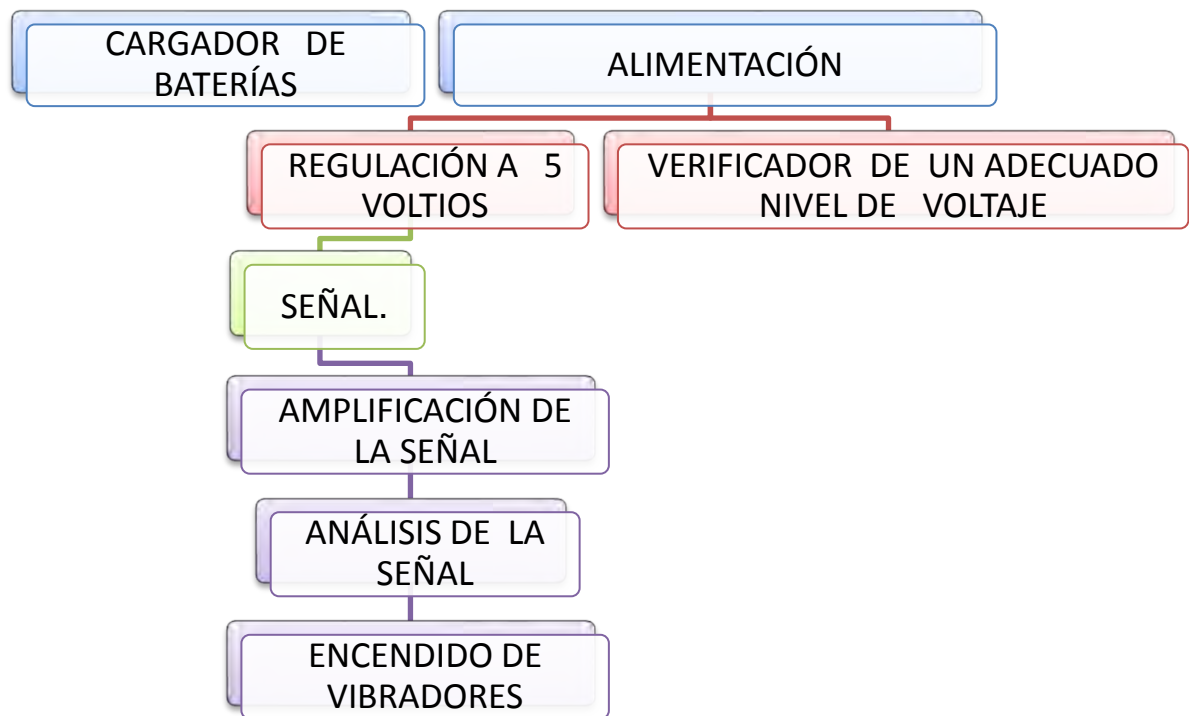 CARGADOR DE
BATERÍAS
ALIMENTACIÓN
REGULACIÓN A 5
VOLTIOS
VERIFICADOR DE UN ADECUADO
NIVEL DE VOLTAJE
SEÑAL.
AMPLIFICACIÓN DE
LA SEÑAL
ANÁLISIS DE LA
SEÑAL
ENCENDIDO DE
VIBRADORES